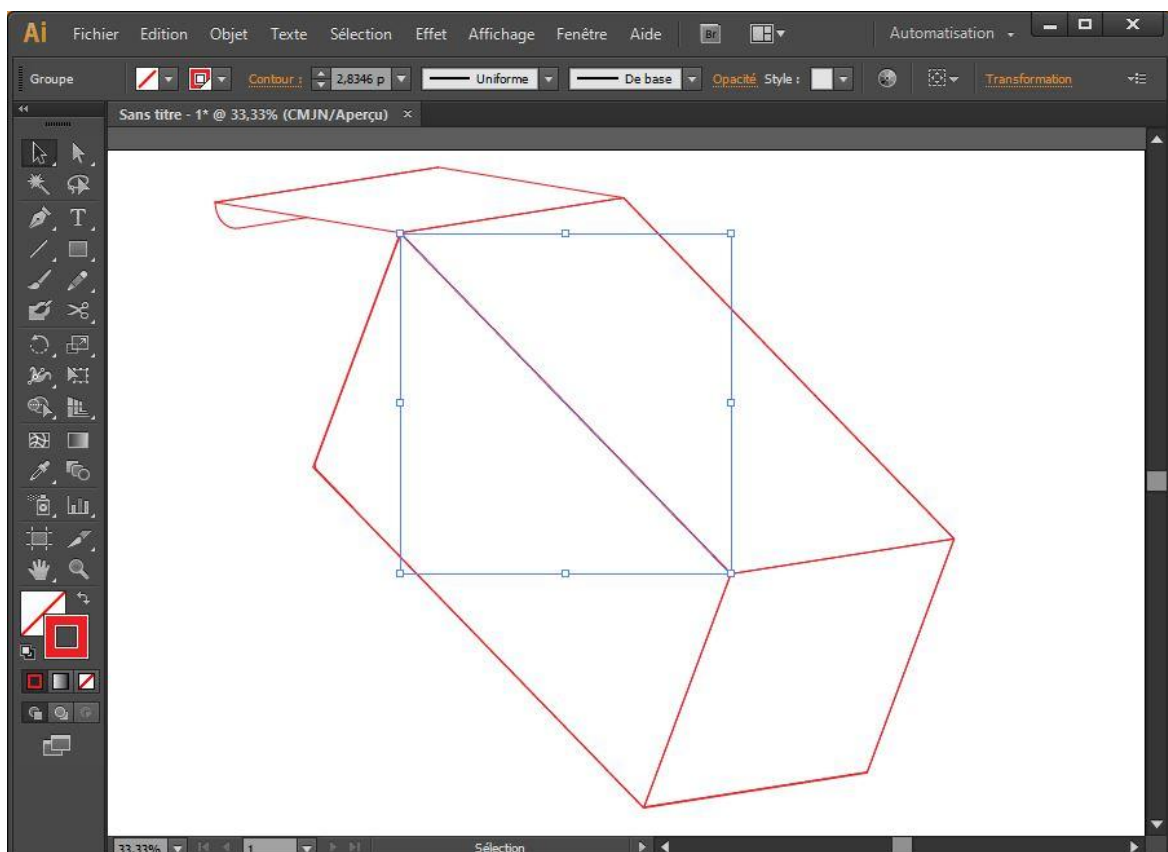 Ai Fichier Edition Objet Texte Sélection Effet Affichage Fenêtre Aide Br Automatisation
Groupe Contour : 2,8346 p Uniforme De base Opacité Style : Transformation
Sans titre - 1* @ 33,33% (CMJN/Aperçu) ×
T
33,33% 1 Sélection